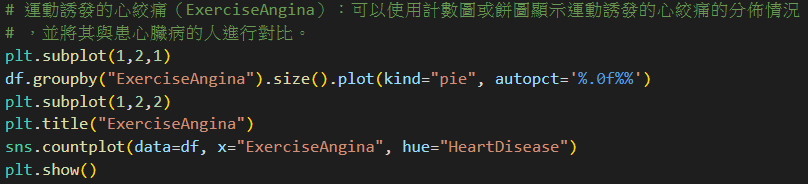 # 運動誘發的心絞痛（ExerciseAngina）：可以使用計數圖或餅圖顯示運動誘發的心絞痛的分佈情況
# ，並將其與患心臟病的人進行對比。
plt.subplot(1,2,1)
df.groupby("ExerciseAngina").size().plot(kind="pie", autopct='%.0f%%')
plt.subplot(1,2,2)
plt.title("ExerciseAngina")
sns.countplot(data=df, x="ExerciseAngina", hue="HeartDisease")
plt.show()